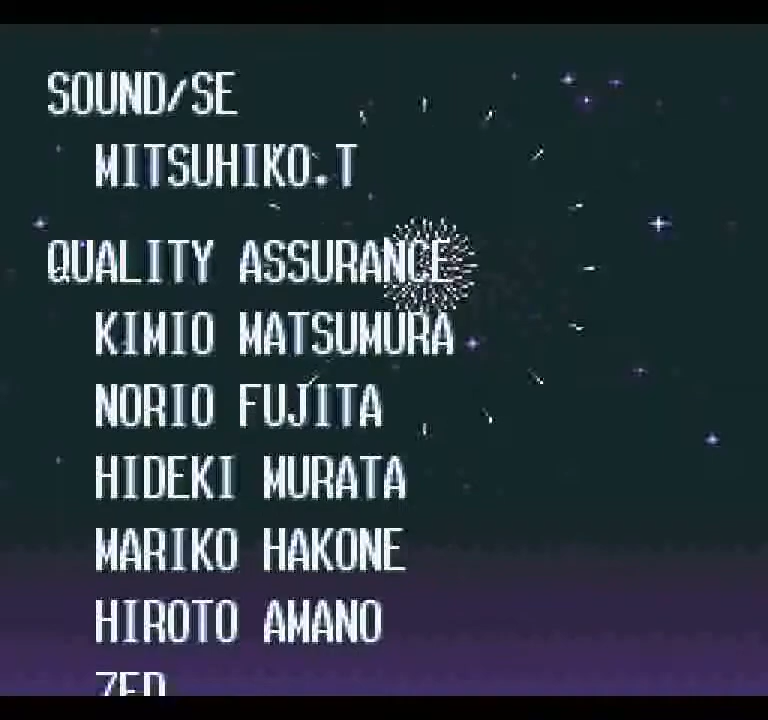 SOUND/SE
MITSUHIKO.T
QUALITY ASSURANCE
KIMIO MATSUMURA
NORIO FUJITA
HIDEKI MURATA
MARIKO HAKONE
HIROTO AMANO